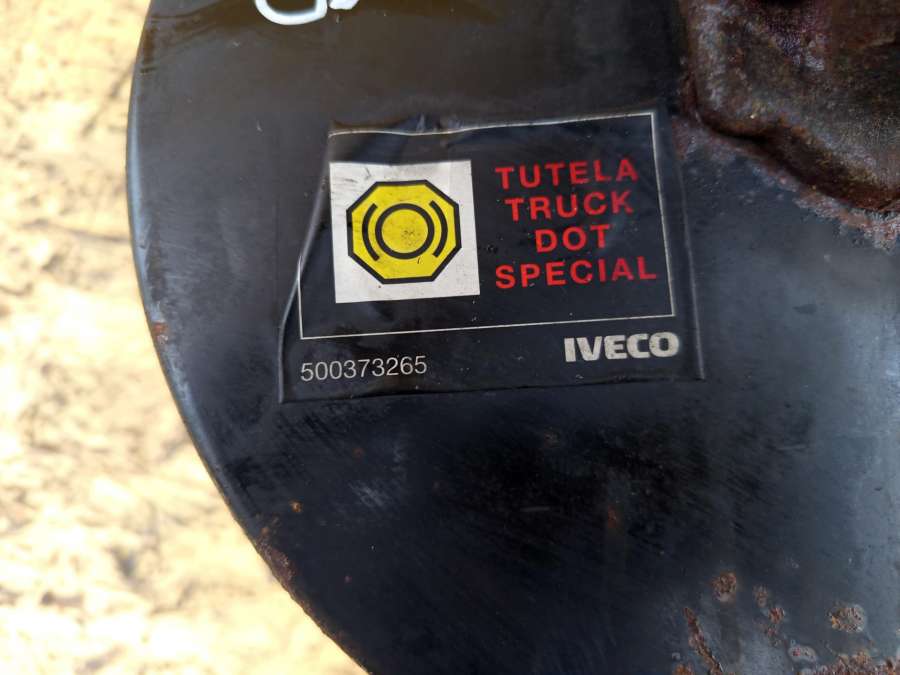 TUTELA
TRUCK
DOT
SPECIAL
500373265
IVECO